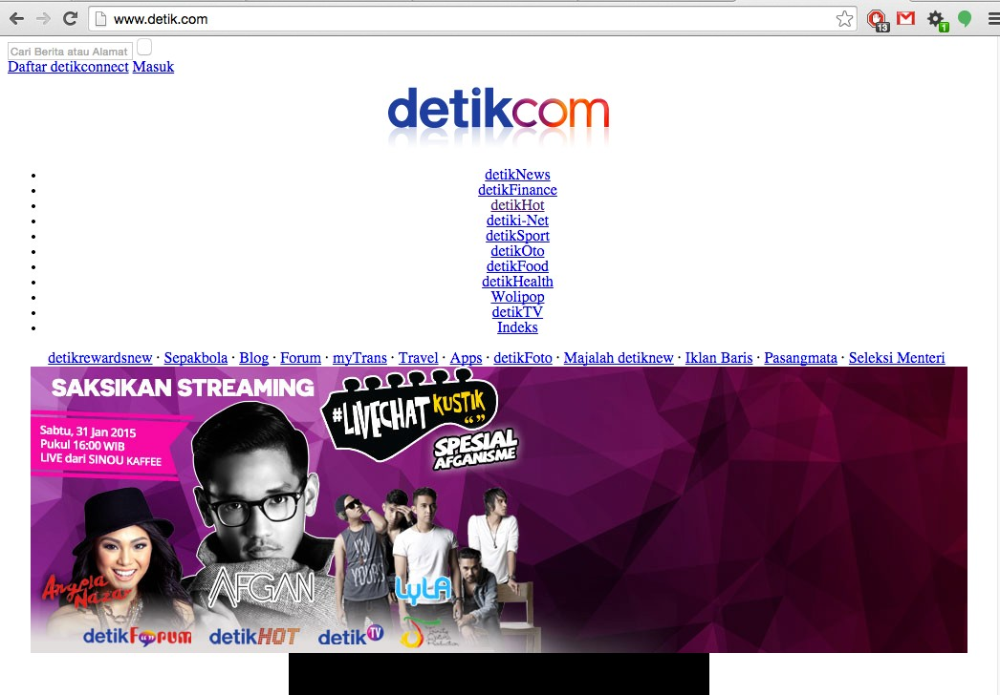 www.detik.com
13
1
Cari Berita atau Alamat
Daftar detikconnect Masuk
detikcom
detikNews
detikFinance
detikHot
detiki-Net
detikSport
detikOto
detikFood
detikHealth
Wolipop
detikTV
Indeks
detikrewardsnew · Sepakbola · Blog · Forum · myTrans · Travel · Apps · detikFoto · Majalah detiknew · Iklan Baris · Pasangmata · Seleksi Menteri
SAKSIKAN STREAMING
#LIVECHAT KUSTIK
Sabtu, 31 Jan 2015
Pukul 16:00 WIB
LIVE dari SINOU KAFFEE
SPESIAL
AFGANISME
YOURS
Angela
Nazar
AFGAN
LyLA
detikForum detikHOT detikTV